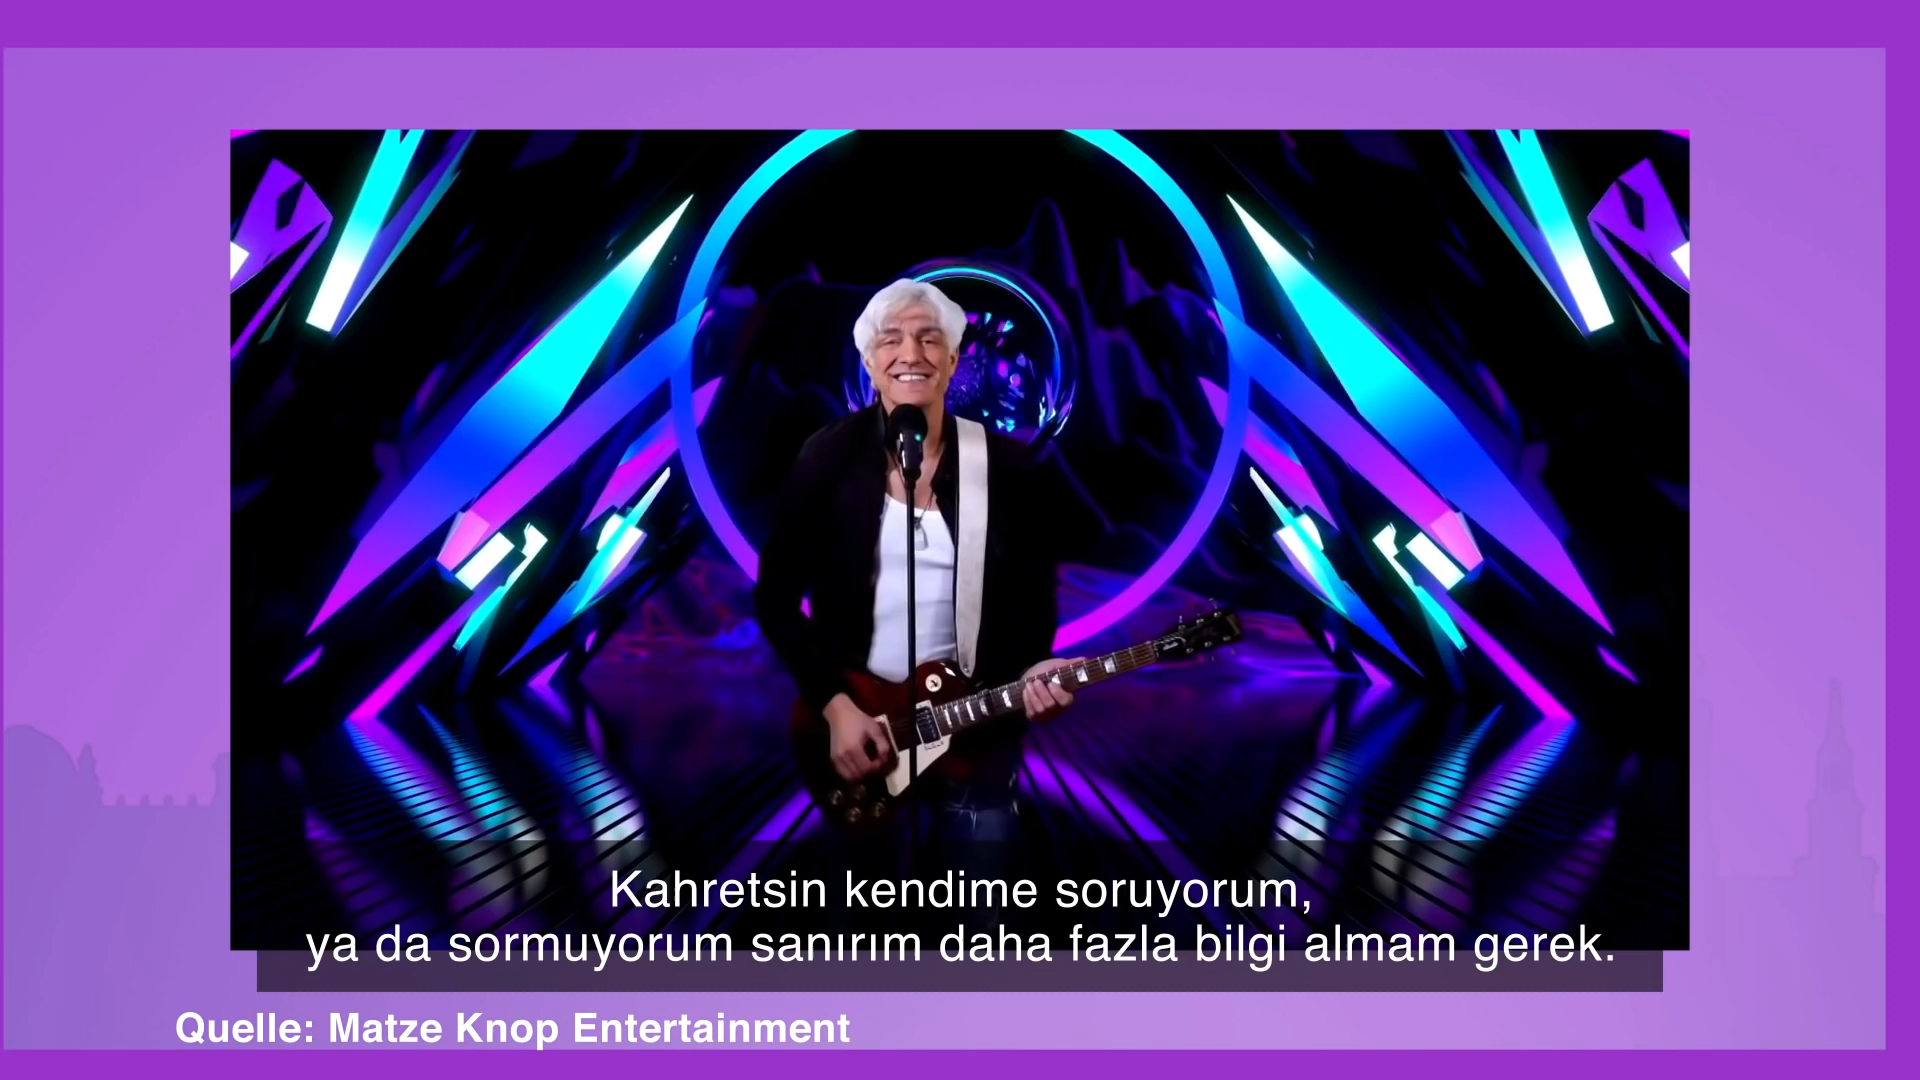 Kahretsin kendime soruyorum,
ya da sormuyorum sanırım daha fazla bilgi almam gerek.
Quelle: Matze Knop Entertainment